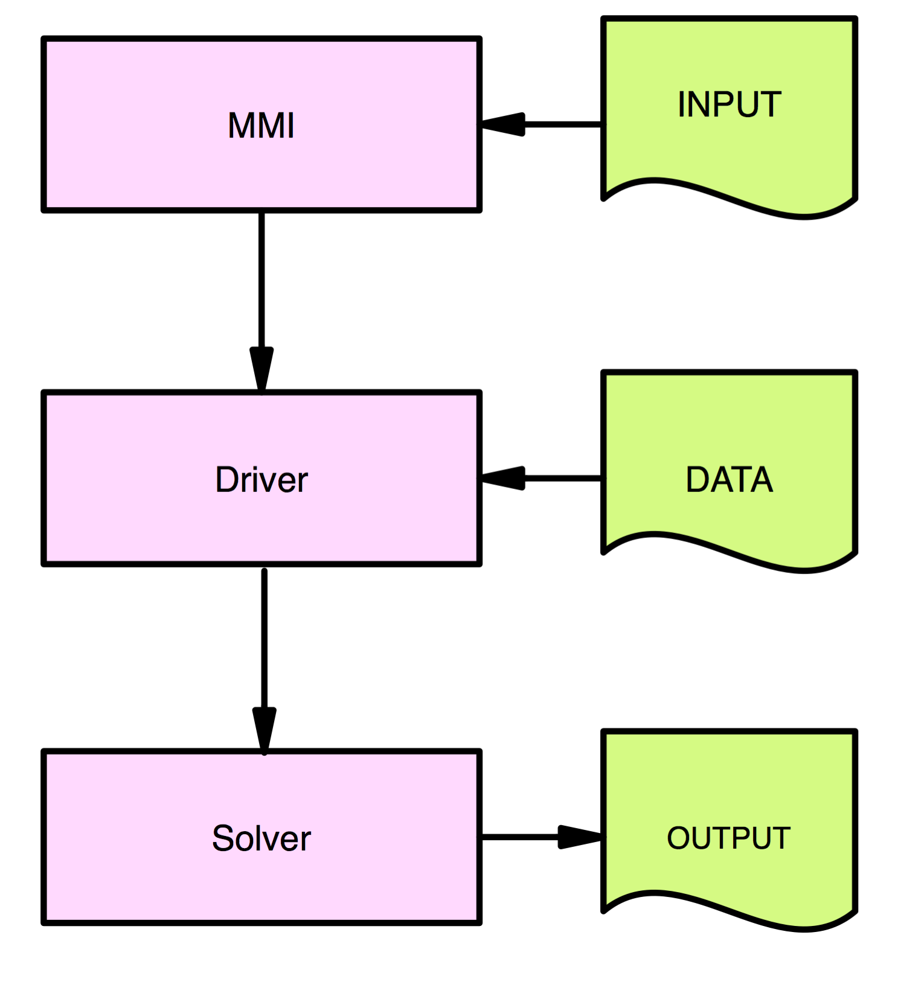 MMI
INPUT
Driver
DATA
Solver
OUTPUT